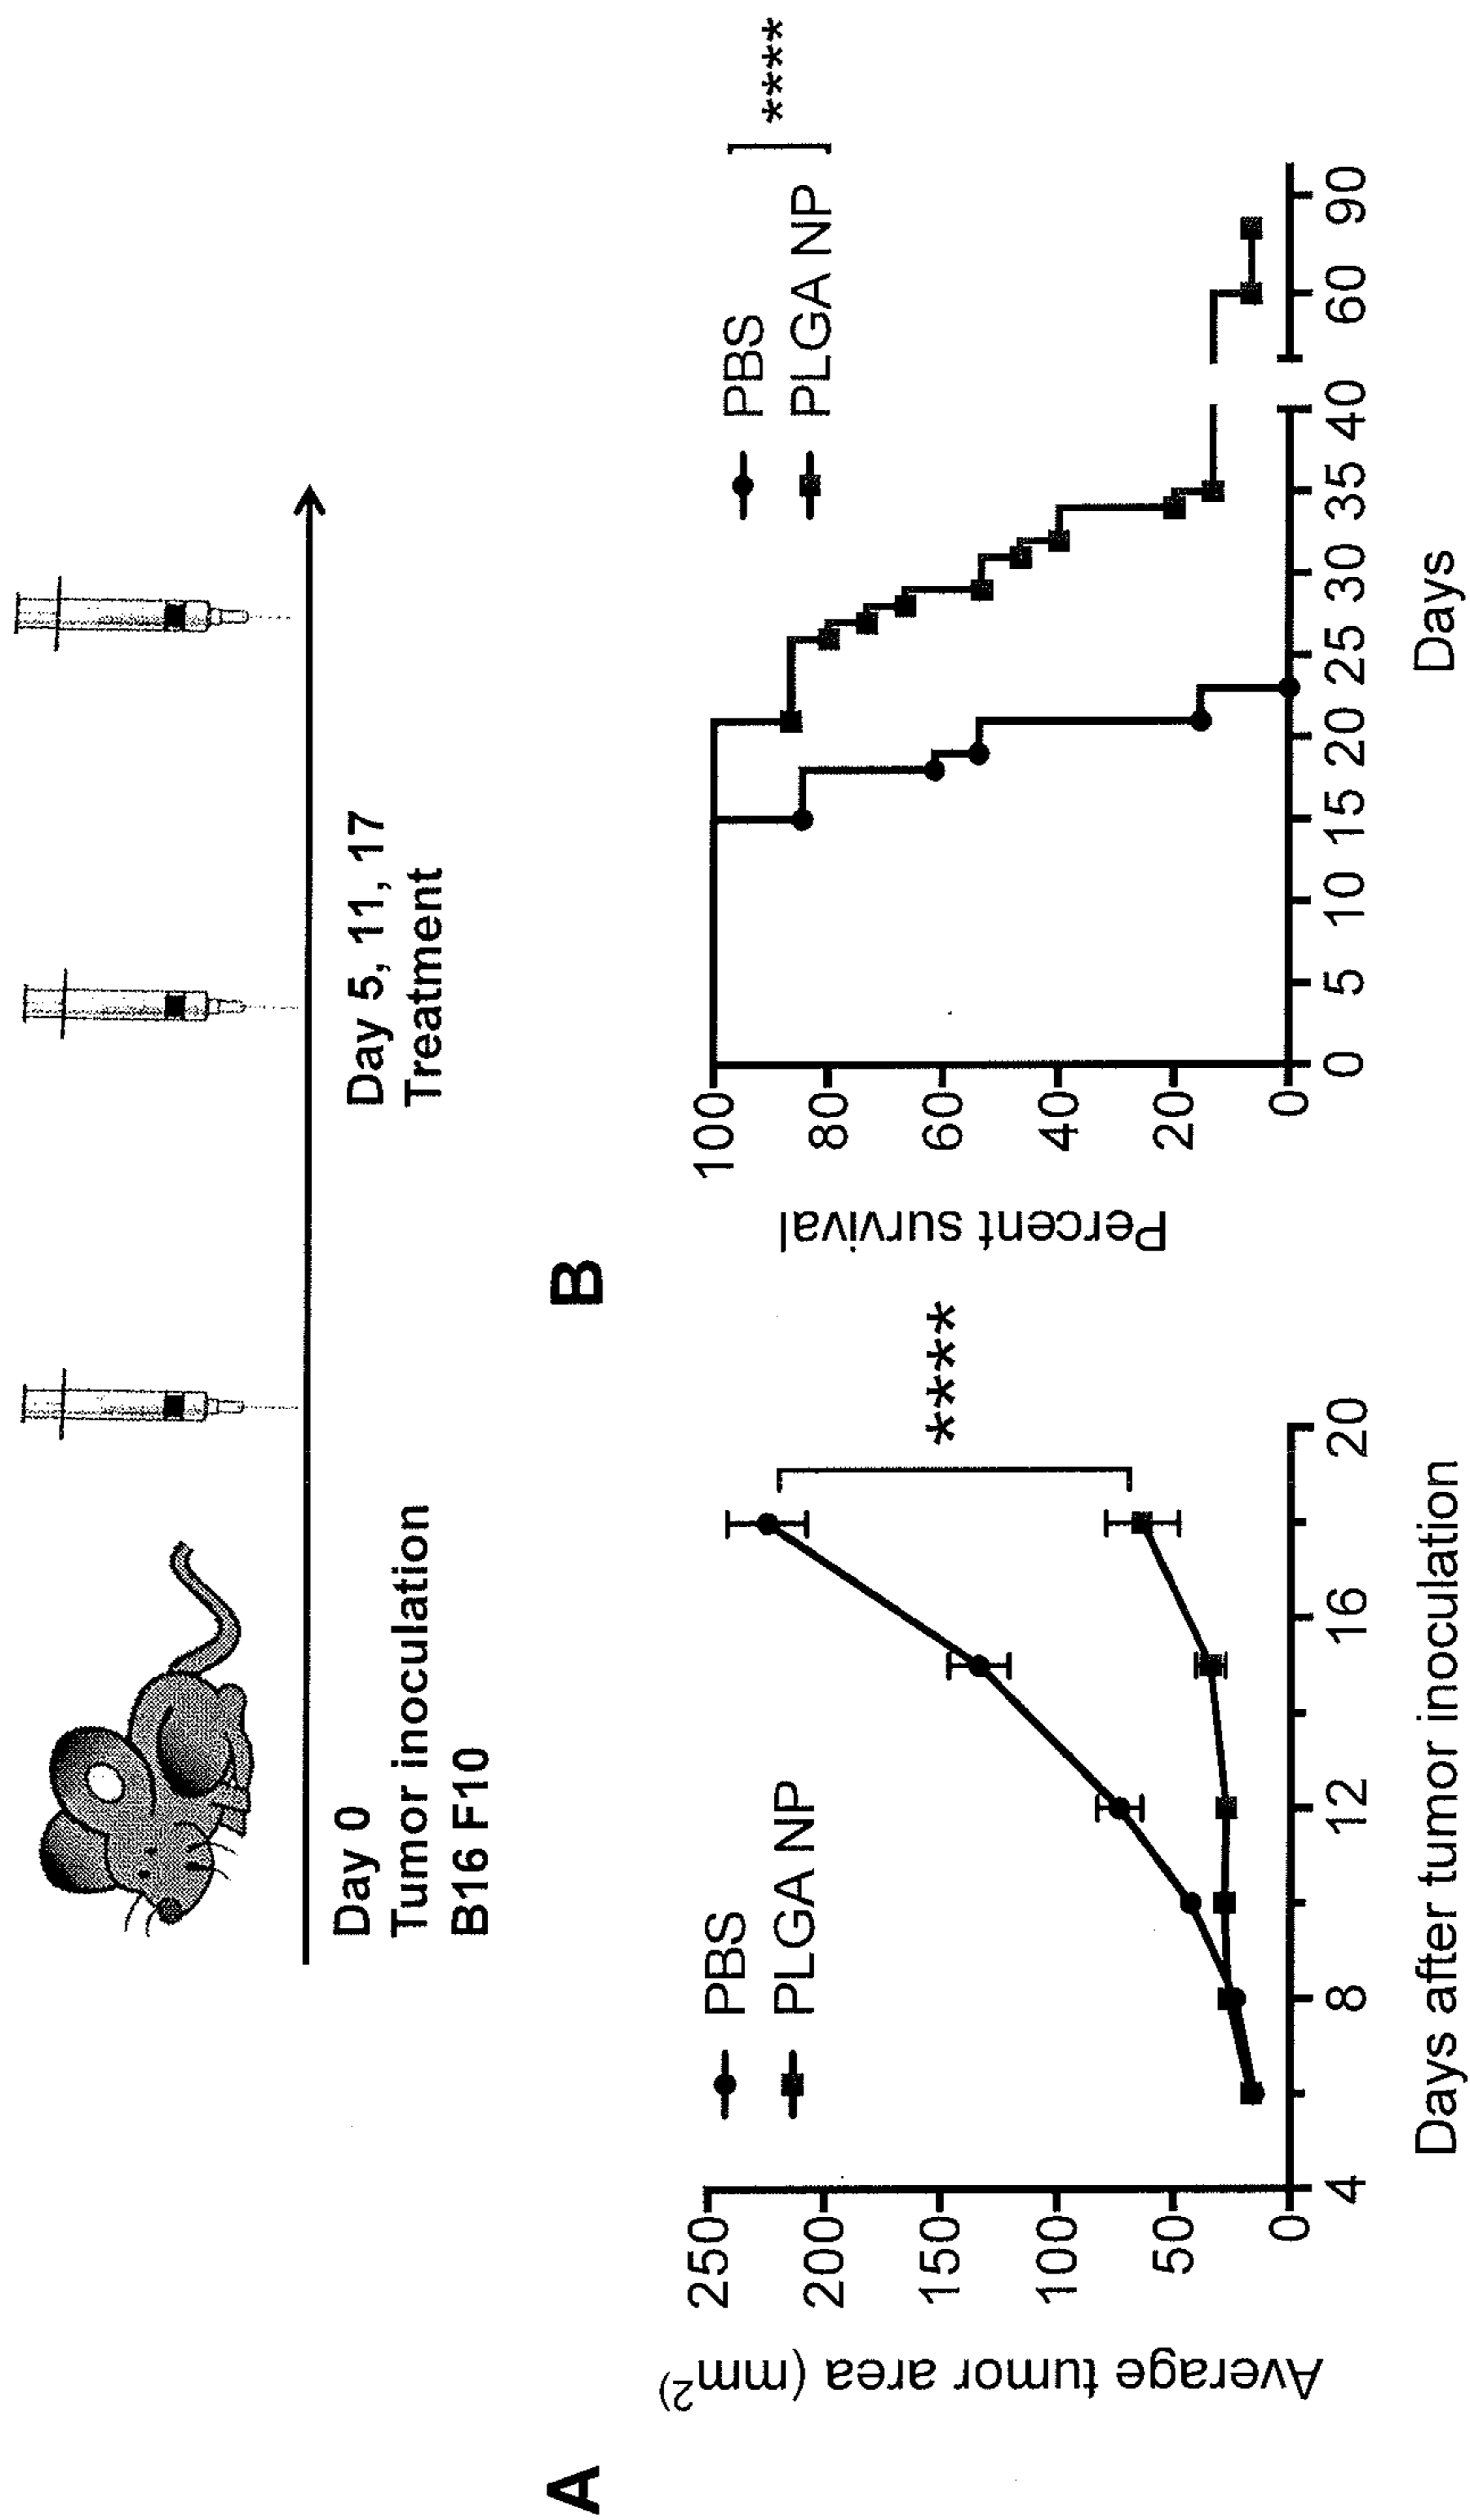 Day 0
Tumor inoculation
B16 F10
Day 5, 11, 17
Treatment
A
PBS
PLGA NP
****
Average tumor area (mm²)
250
200
150
100
50
0
4 8 12 16 20
Days after tumor inoculation
B
PBS
PLGA NP
****
Percent survival
100
80
60
40
20
0
0 5 10 15 20 25 30 35 40 60 90
Days